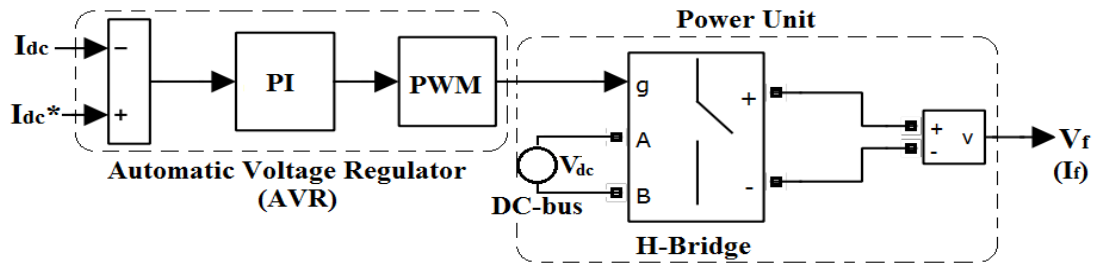 Power Unit
Idc
−
Idc*
+
PI
PWM
g
A
B
+
-
Vdc
DC-bus
+
-
v
Vf
(If)
Automatic Voltage Regulator
(AVR)
H-Bridge